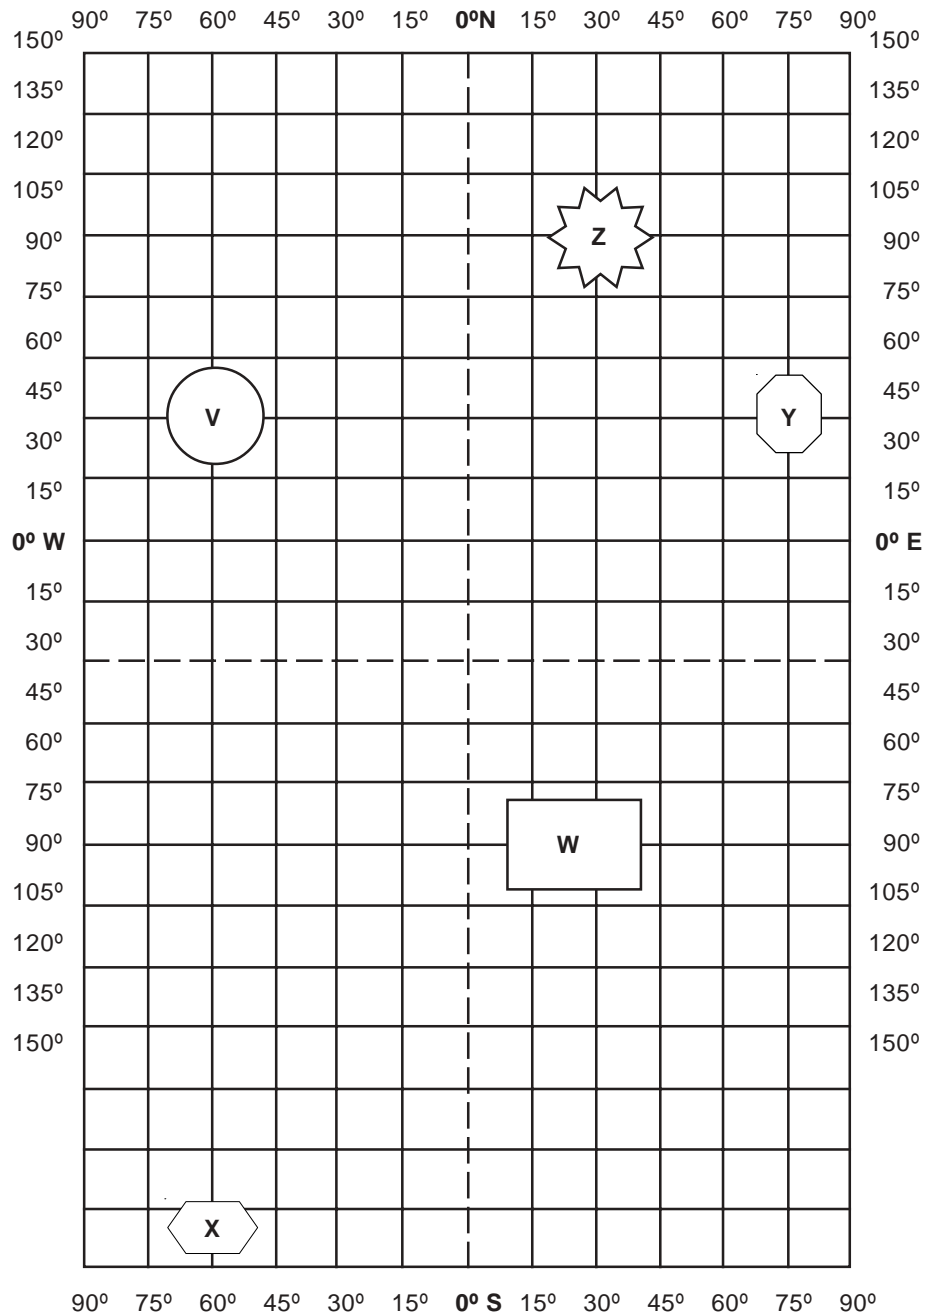 90º 75º 60º 45º 30º 15º 0ºN 15º 30º 45º 60º 75º 90º
150º 150º
135º 135º
120º 120º
105º 105º
Z
90º 90º
75º 75º
60º 60º
45º 45º
V Y
30º 30º
15º 15º
0º W 0º E
15º 15º
30º 30º
45º 45º
60º 60º
75º 75º
90º W 90º
105º 105º
120º 120º
135º 135º
150º 150º
X
90º 75º 60º 45º 30º 15º 0º S 15º 30º 45º 60º 75º 90º